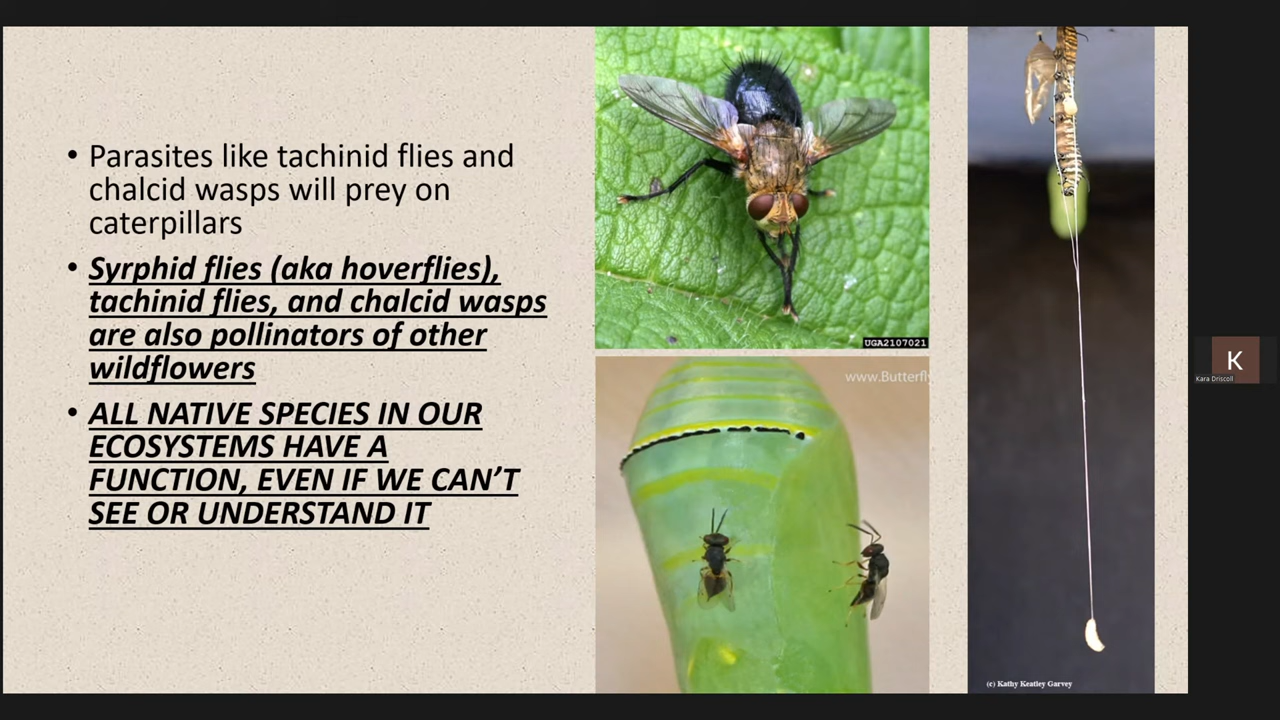 • Parasites like tachinid flies and
chalcid wasps will prey on
caterpillars
• Syrphid flies (aka hoverflies),
tachinid flies, and chalcid wasps
are also pollinators of other
wildflowers
• ALL NATIVE SPECIES IN OUR
ECOSYSTEMS HAVE A
FUNCTION, EVEN IF WE CAN’T
SEE OR UNDERSTAND IT
UGA2107021
www.Butterfly
(c) Kathy Keatley Garvey
K
Kara Driscoll